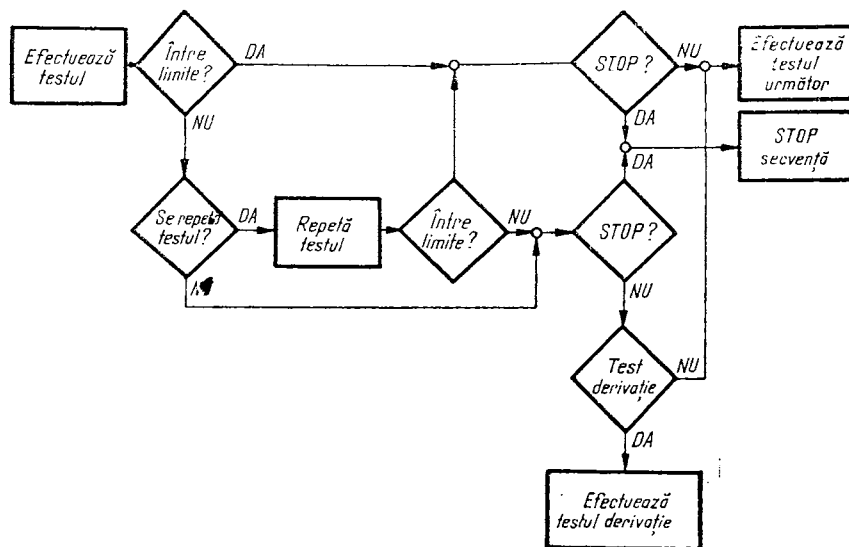 Efectuează
testul
Între
limite?
DA
NU
STOP?
NU
DA
Efectuează
testul
următor
STOP
secvență
Se repetă
testul?
DA
Repetă
testul
Între
limite?
NU
STOP?
DA
NU
Test
derivație
NU
DA
Efectuează
testul derivație